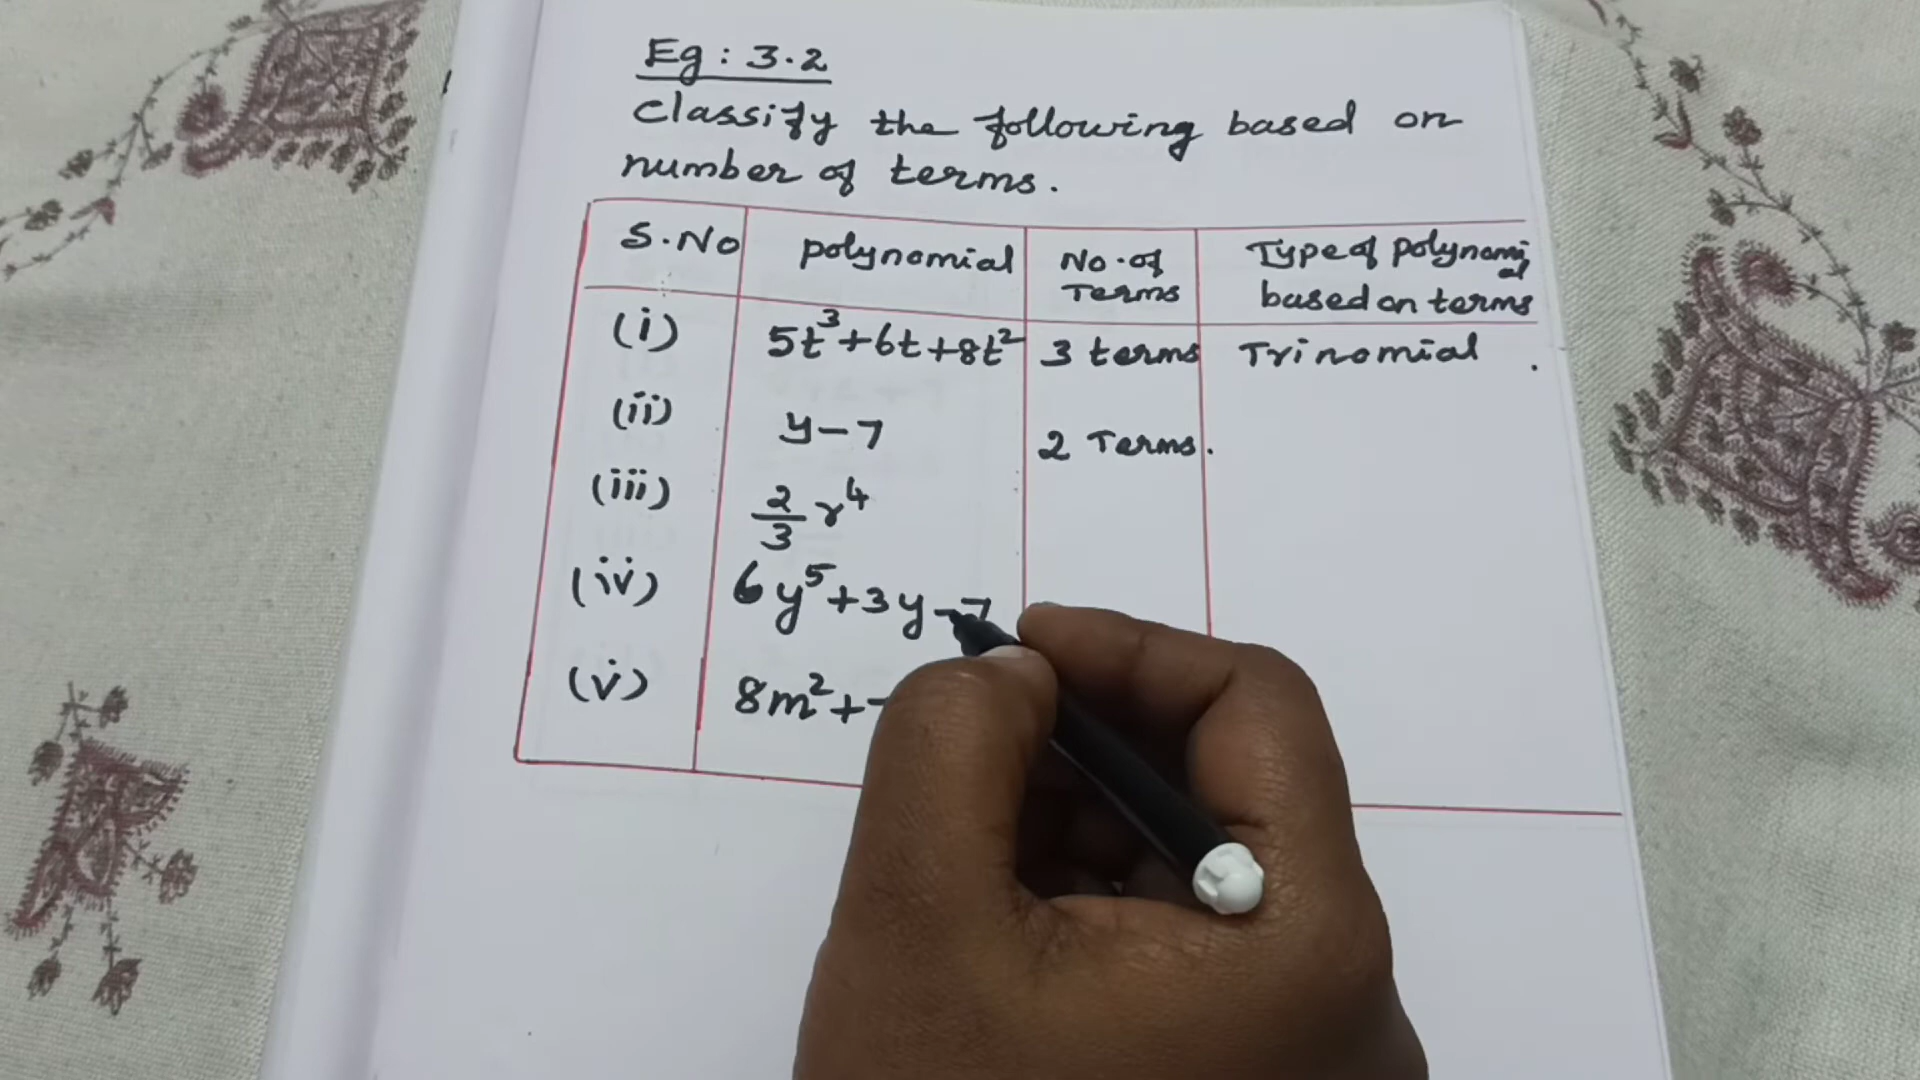 Eg : 3.2
Classify the following based on
number of terms.
S.No polynomial No.of Terms Type of polynomial based on terms
(i) 5t³+6t+8t² 3 terms Trinomial .
(ii) y-7 2 Terms.
(iii) 2/3 r⁴
(iv) 6y⁵+3y-7
(v) 8m²+